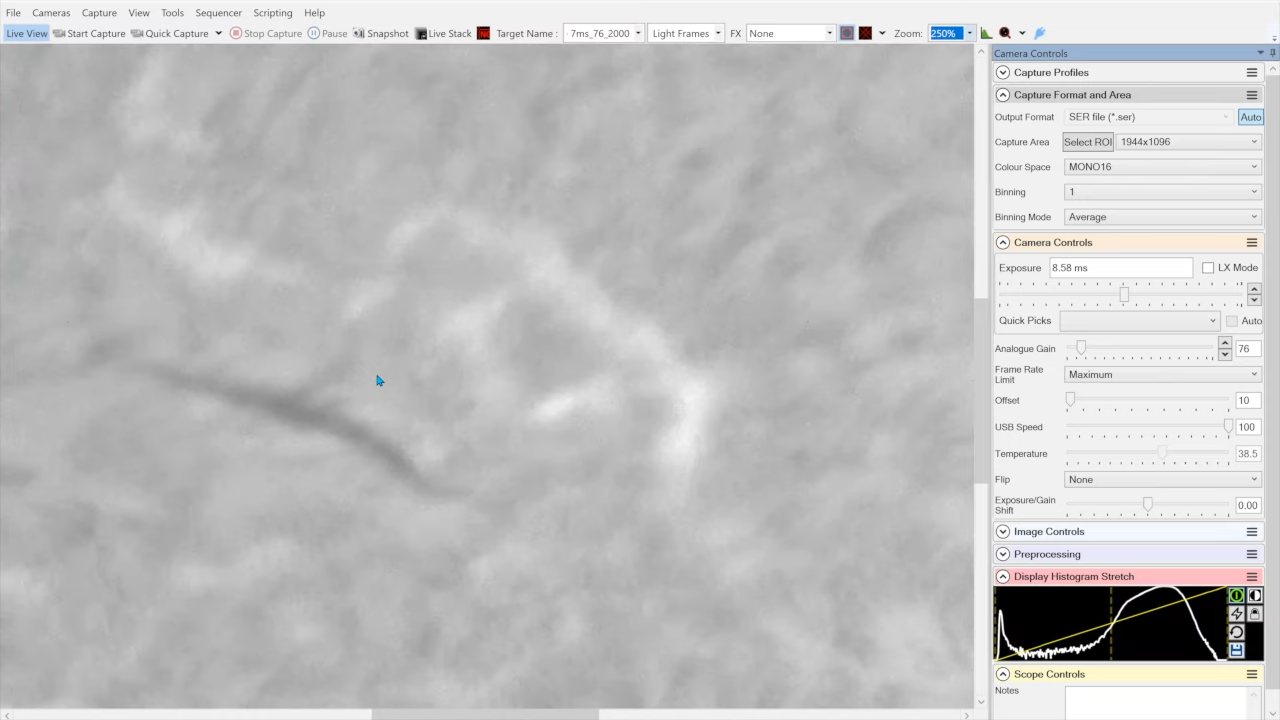 File Cameras Capture View Tools Sequencer Scripting Help
Live View Start Capture Quick Capture Stop Capture Pause Snapshot Live Stack Target Name : 7ms_76_2000 Light Frames FX None Zoom: 250%
Camera Controls
Capture Profiles
Capture Format and Area
Output Format SER file (*.ser) Auto
Capture Area Select ROI 1944x1096
Colour Space MONO16
Binning 1
Binning Mode Average
Camera Controls
Exposure 8.58 ms LX Mode
Quick Picks Auto
Analogue Gain 76
Frame Rate Limit Maximum
Offset 10
USB Speed 100
Temperature 38.5
Flip None
Exposure/Gain Shift 0.00
Image Controls
Preprocessing
Display Histogram Stretch
Scope Controls
Notes